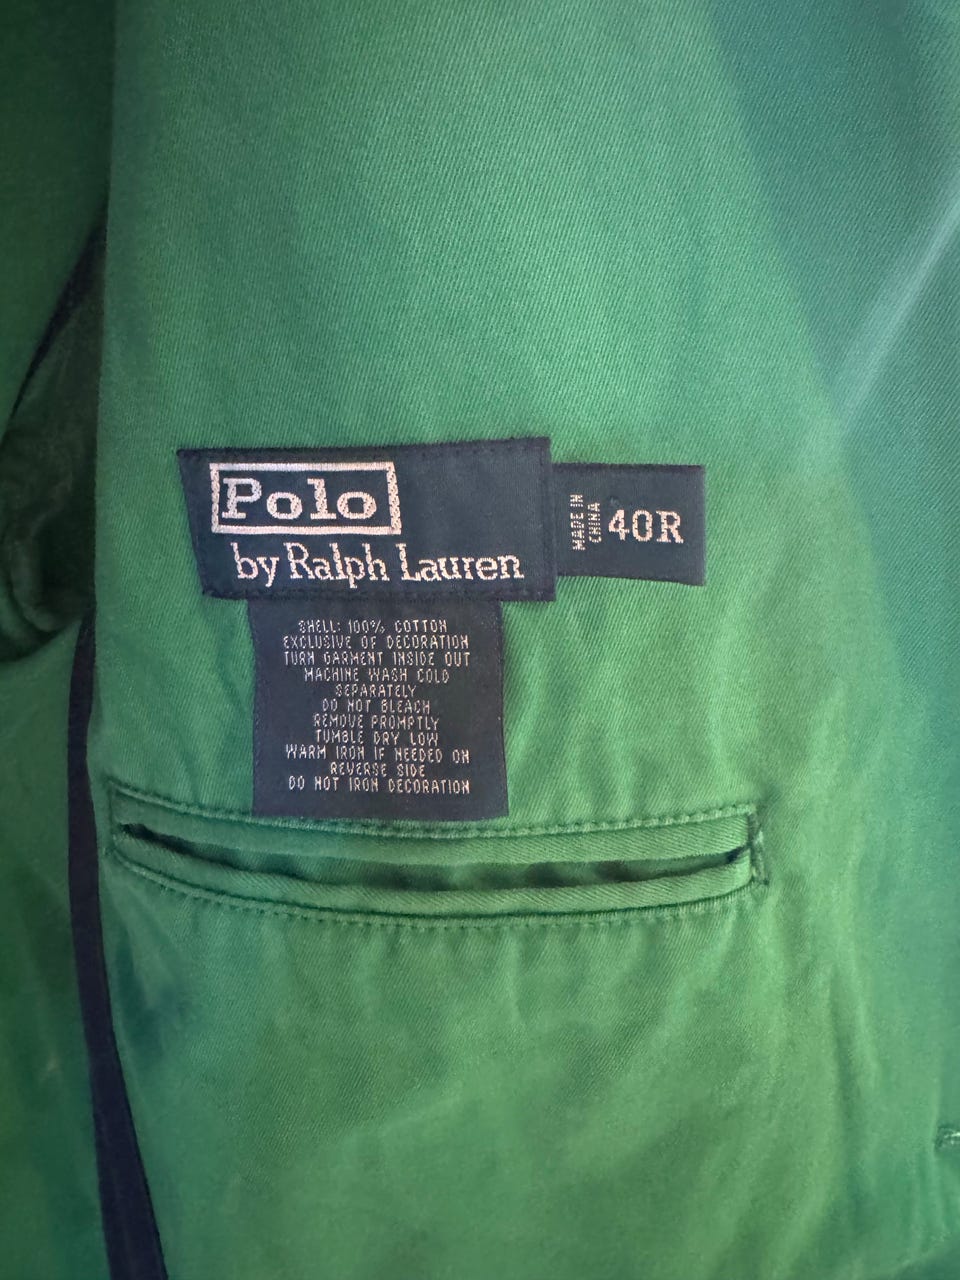 Polo
by Ralph Lauren
MADE IN
CHINA
40R
SHELL: 100% COTTON
EXCLUSIVE OF DECORATION
TURN GARMENT INSIDE OUT
MACHINE WASH COLD
SEPARATELY
DO NOT BLEACH
REMOVE PROMPTLY
TUMBLE DRY LOW
WARM IRON IF NEEDED ON
REVERSE SIDE
DO NOT IRON DECORATION